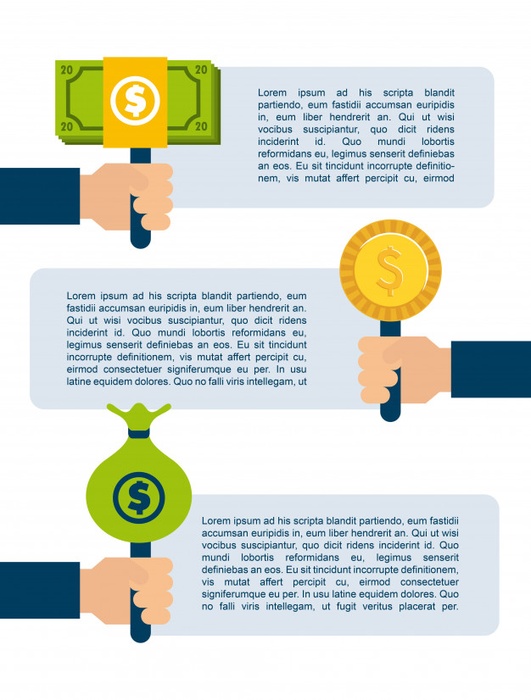 20 20
$
20 20
Lorem ipsum ad his scripta blandit
partiendo, eum fastidii accumsan euripidis
in, eum liber hendrerit an. Qui ut wisi
vocibus suscipiantur, quo dicit ridens
inciduntur. Quo mundi lobortis
reformidans eu, legimus senserit definiebas
an eos. Eu sit tincidunt incorrupte definitio-
nem, vis mutat affert percipit cu, eirmod
$
Lorem ipsum ad his scripta blandit partiendo, eum
fastidii accumsan euripidis in, eum liber hendrerit an.
Qui ut wisi vocibus suscipiantur, quo dicit ridens
inciduntur. Quo mundi lobortis reformidans eu,
legimus senserit definiebas an eos. Eu sit tincidunt
incorrupte definitionem, vis mutat affert percipit cu,
eirmod consectetuer signiferumque eu per. In usu
latine equidem dolores. Quo no falli viris intellegam, ut
$
Lorem ipsum ad his scripta blandit partiendo, eum
fastidii accumsan euripidis in, eum liber hendrerit an.
Qui ut wisi vocibus suscipiantur, quo dicit ridens
inciduntur. Quo mundi lobortis reformidans eu,
legimus senserit definiebas an eos. Eu sit tincidunt
incorrupte definitionem, vis mutat affert percipit cu,
eirmod consectetuer signiferumque eu per. In usu
latine equidem dolores. Quo no falli viris intellegam, ut
fugit veritus placerat per.